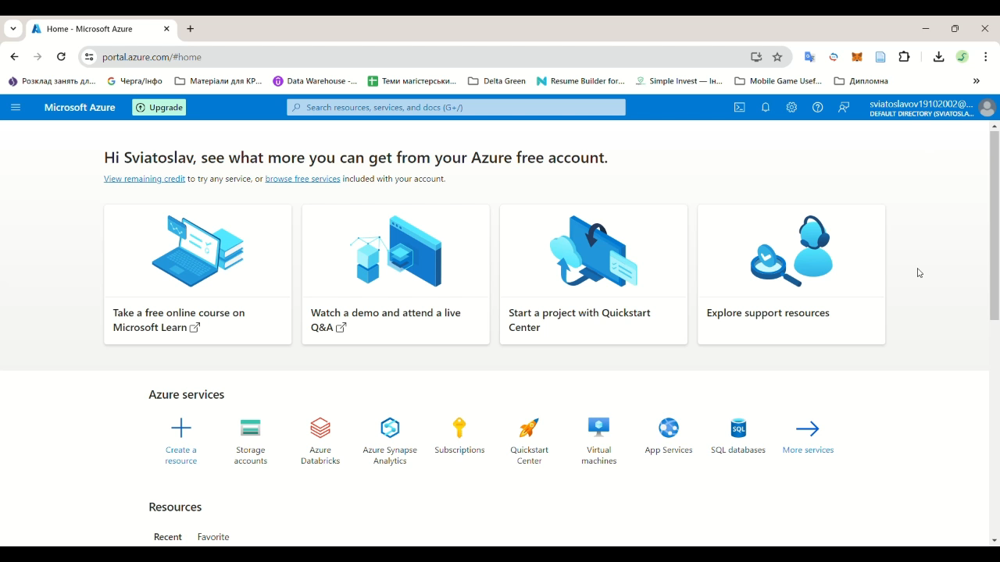 Home - Microsoft Azure
portal.azure.com/#home
Розклад занять дл...
Черга/Інфо
Матеріали для КР...
Data Warehouse -...
Теми магістерськи...
Delta Green
Resume Builder for...
Simple Invest — Ін...
Mobile Game Usef...
Дипломна
Microsoft Azure
Upgrade
Search resources, services, and docs (G+/)
sviatoslavov19102002@...
DEFAULT DIRECTORY (SVIATOSLA...
Hi Sviatoslav, see what more you can get from your Azure free account.
View remaining credit to try any service, or browse free services included with your account.
Take a free online course on
Microsoft Learn
Watch a demo and attend a live
Q&A
Start a project with Quickstart
Center
Explore support resources
Azure services
Create a
resource
Storage
accounts
Azure
Databricks
Azure Synapse
Analytics
Subscriptions
Quickstart
Center
Virtual
machines
App Services
SQL
SQL databases
More services
Resources
Recent
Favorite